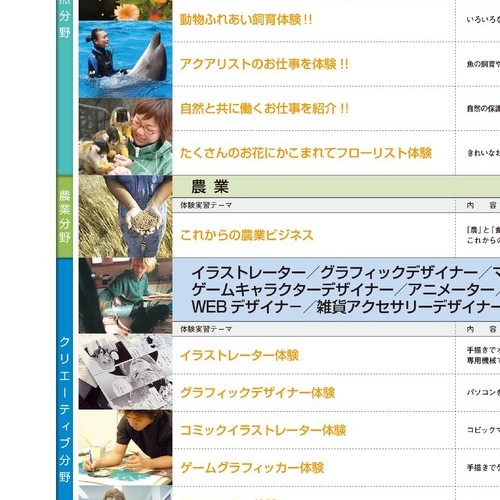 分野
動物ふれあい飼育体験!!
いろいろな
アクアリストのお仕事を体験!!
魚の飼育や
自然と共に働くお仕事を紹介!!
自然の保護
たくさんのお花にかこまれてフローリスト体験
きれいなお
農業分野
農業
体験実習テーマ
内 容
これからの農業ビジネス
『農』と『食
これからの
イラストレーター／グラフィックデザイナー／マ
ゲームキャラクターデザイナー／アニメーター／
WEBデザイナー／雑貨アクセサリーデザイナー
体験実習テーマ
内 容
クリエーティブ分野
イラストレーター体験
手描きで
専用機械で
グラフィックデザイナー体験
パソコンを
コミックイラストレーター体験
コピックマ
ゲームグラフィッカー体験
手描きで